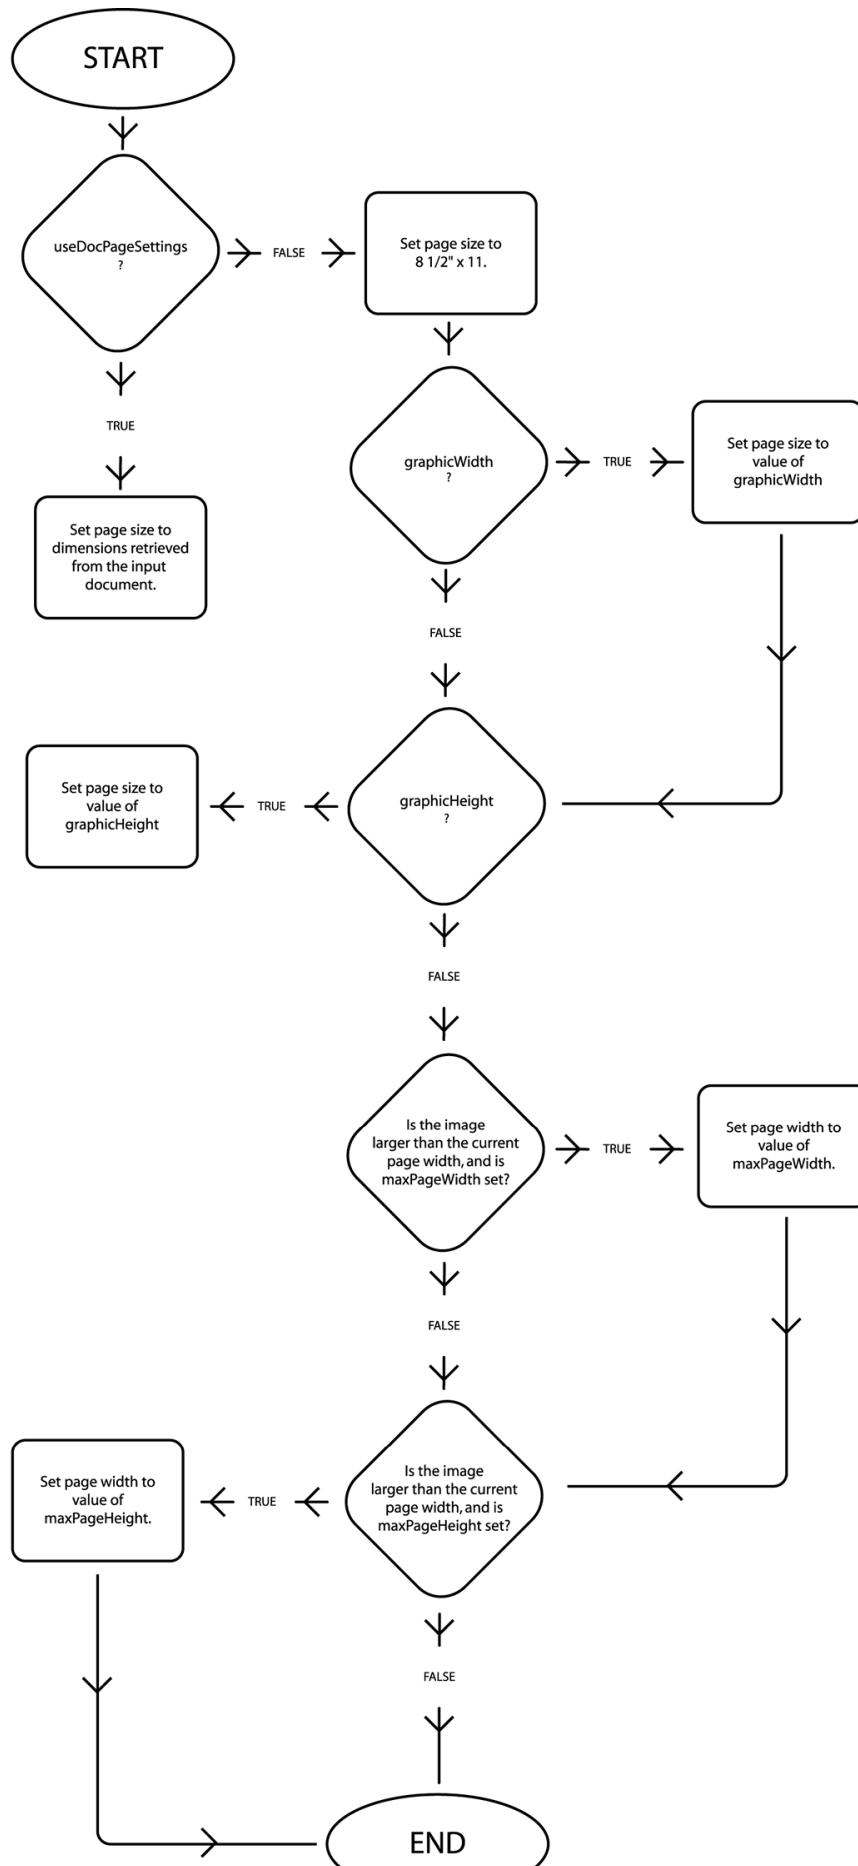 START
useDocPageSettings
?
FALSE
Set page size to
8 1/2" x 11.
TRUE
graphicWidth
?
TRUE
Set page size to
value of
graphicWidth
Set page size to
dimensions retrieved
from the input
document.
FALSE
Set page size to
value of
graphicHeight
TRUE
graphicHeight
?
FALSE
Is the image
larger than the current
page width, and is
maxPageWidth set?
TRUE
Set page width to
value of
maxPageWidth.
FALSE
Set page width to
value of
maxPageHeight.
TRUE
Is the image
larger than the current
page width, and is
maxPageHeight set?
FALSE
END